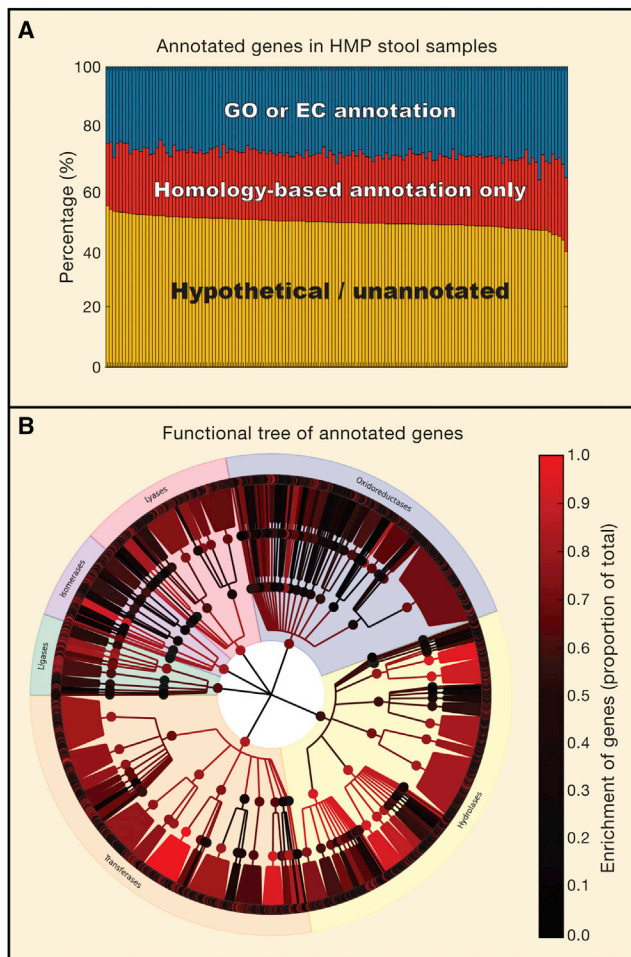 A
Annotated genes in HMP stool samples
Percentage (%)
100
80
60
40
20
0
GO or EC annotation
Homology-based annotation only
Hypothetical / unannotated
B
Functional tree of annotated genes
Lyases
Oxidoreductases
Isomerases
Ligases
Transferases
Hydrolases
1.0
0.9
0.8
0.7
0.6
0.5
0.4
0.3
0.2
0.1
0.0
Enrichment of genes (proportion of total)